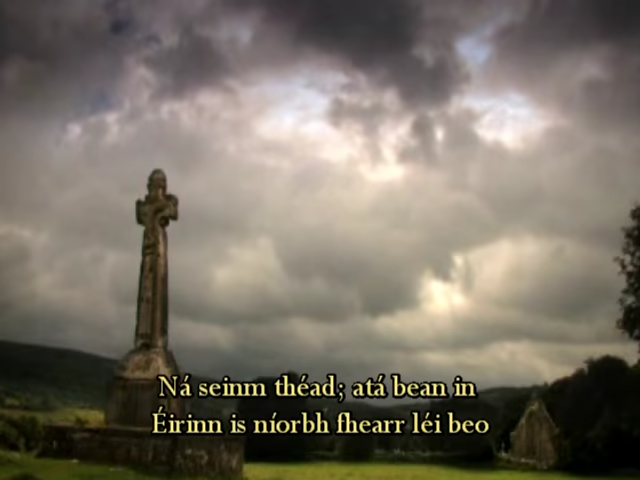 Ná seinm théad; atá bean in
Éirinn is níorbh fhearr léi beo